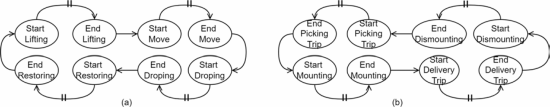 Start
Lifting
End
Lifting
Start
Move
End
Move
End
Restoring
Start
Restoring
End
Droping
Start
Droping
(a)
End
Picking
Trip
Start
Picking
Trip
End
Dismounting
Start
Dismounting
Start
Mounting
End
Mounting
Start
Delivery
Trip
End
Delivery
Trip
(b)